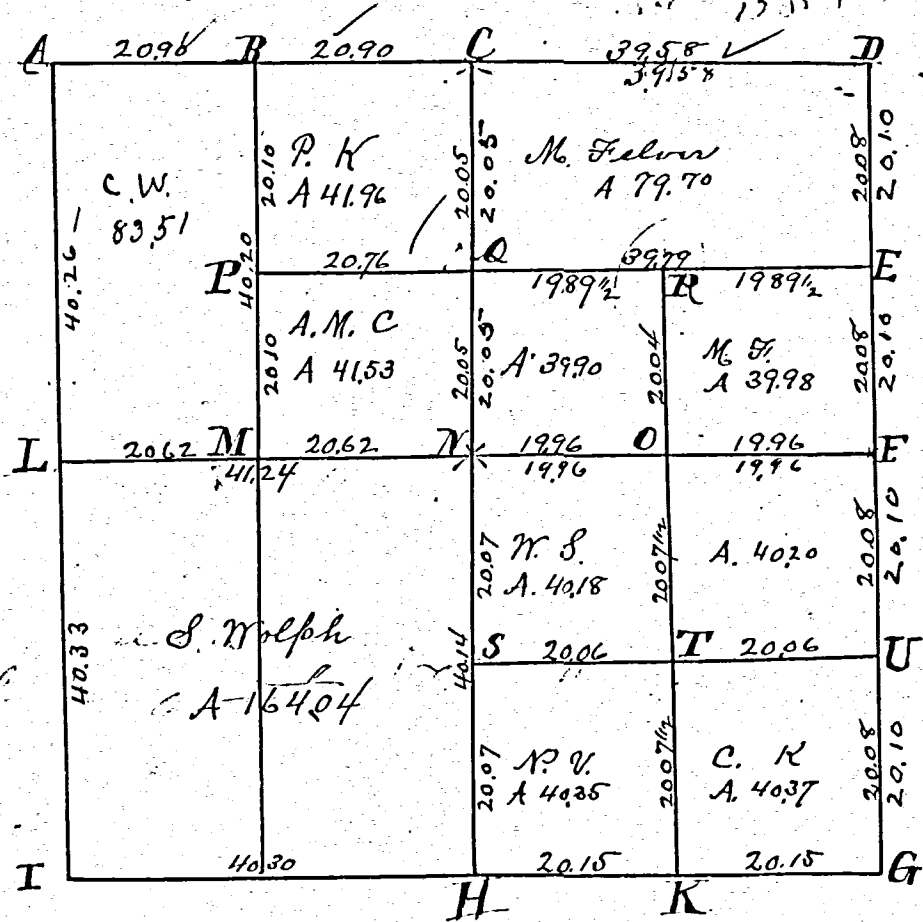 A 20.96 B 20.90 C 39.58 D
39.58
P. K
A 41.96
M. Felver
A 79.70
C. W.
83.51
40.26
20.10
20.05
20.05
20.08
20.10
40.20
P 20.76 Q 39.79 E
19.89½ R 19.89½
A. M. C
A 41.53
A 39.90
M F.
A 39.98
20.10
20.05
20.05
20.04
20.08
20.10
L 20.62 M 20.62 N 19.96 O 19.96 E
41.24 19.96 19.96
W. S.
A. 40.18
A. 40.20
20.07
20.07½
20.08
20.10
S. Wolph
A 164.04
40.33
40.14
S 20.06 T 20.06 U
N. V.
A 40.35
C. K
A. 40.37
20.07
20.07½
20.08
20.10
I 40.30 H 20.15 K 20.15 G